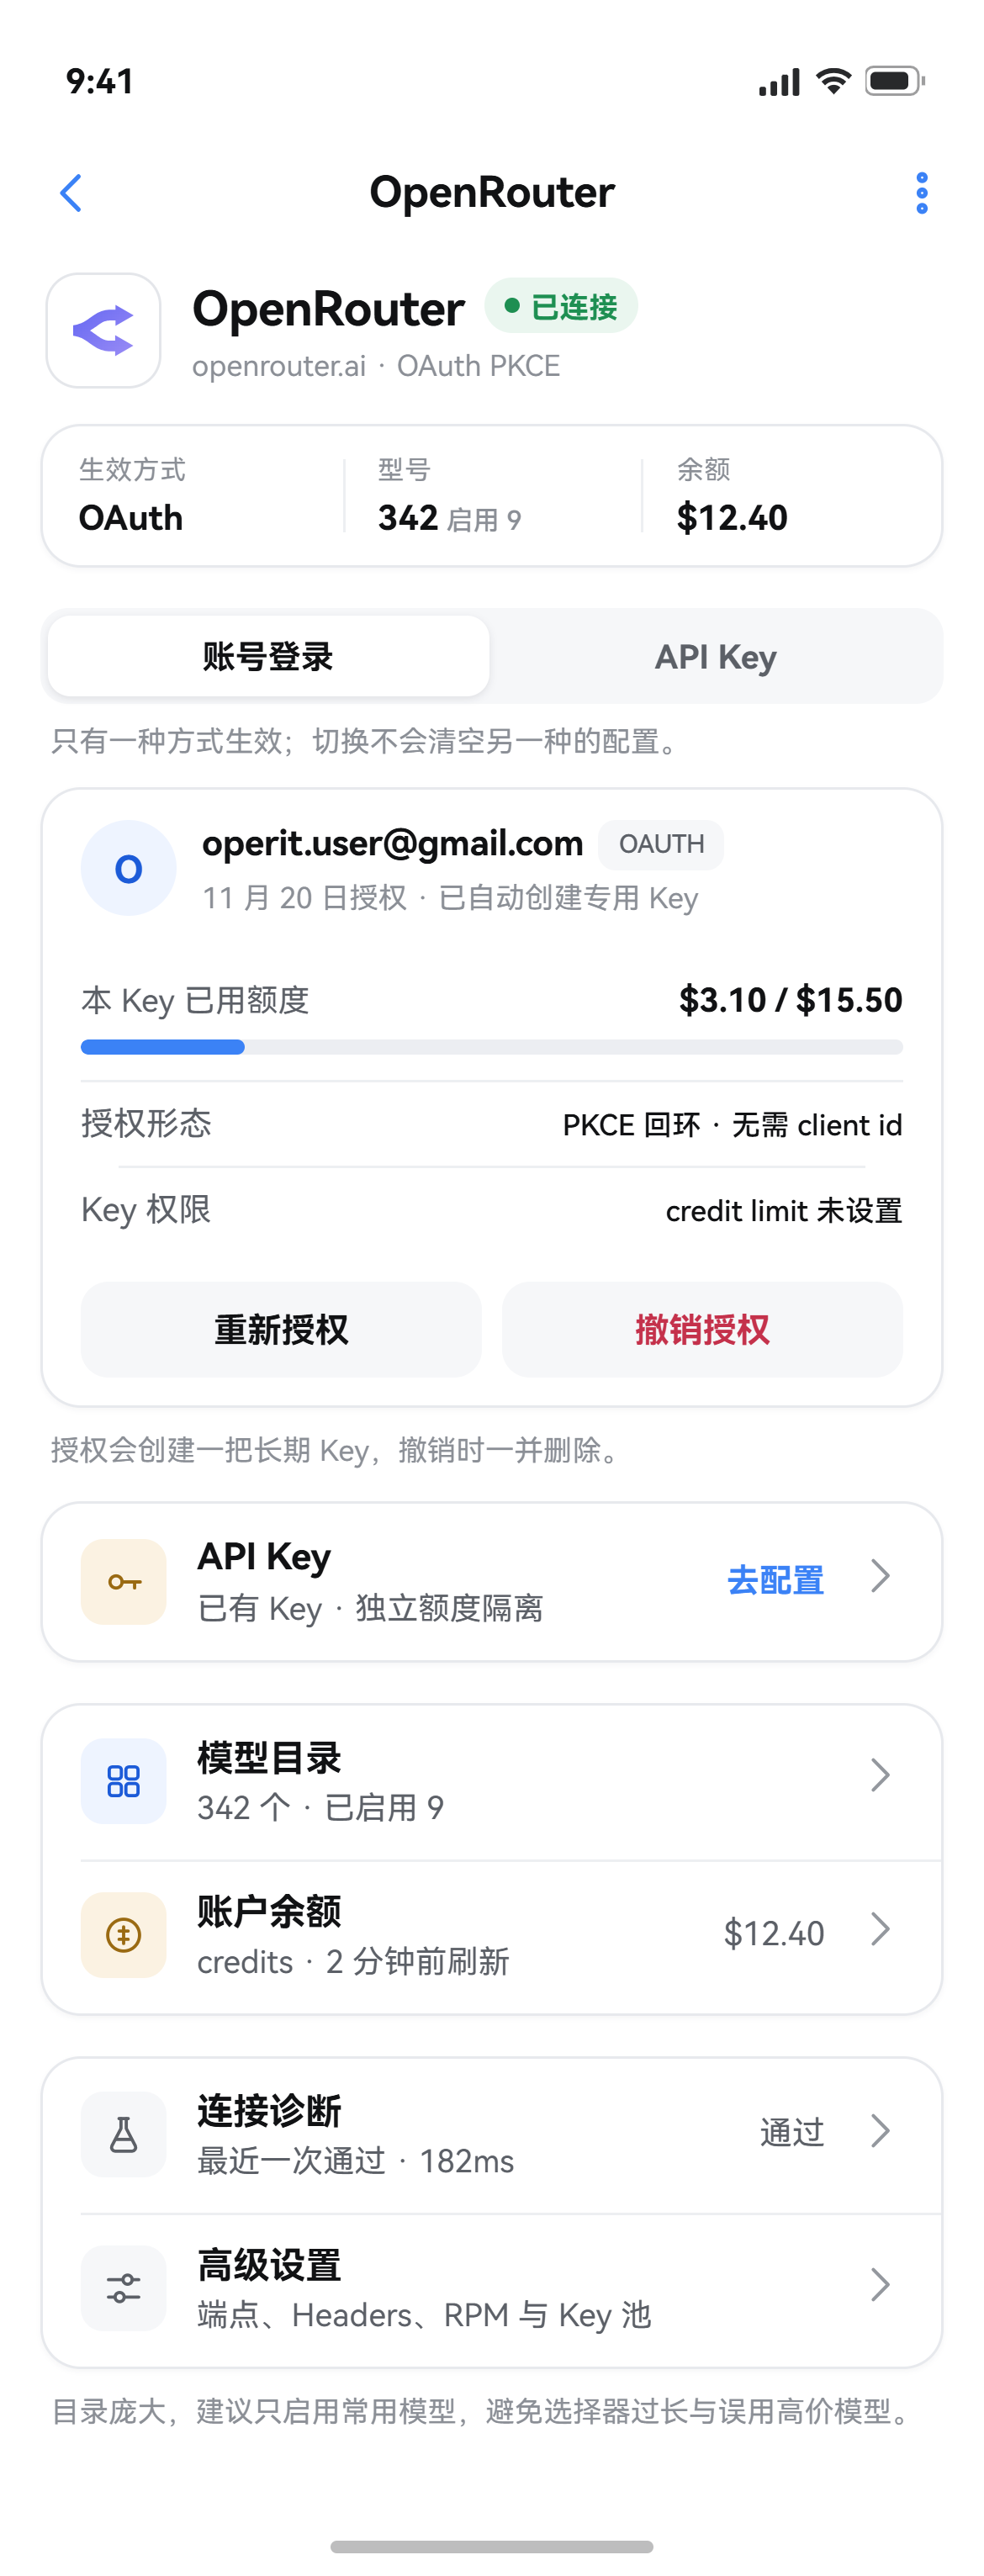 9:41
OpenRouter
OpenRouter
已连接
openrouter.ai · OAuth PKCE
生效方式
型号
余额
OAuth
342 启用 9
$12.40
账号登录
API Key
只有一种方式生效；切换不会清空另一种的配置。
O
operit.user@gmail.com
OAUTH
11 月 20 日授权 · 已自动创建专用 Key
本 Key 已用额度
$3.10 / $15.50
授权形态
PKCE 回环 · 无需 client id
Key 权限
credit limit 未设置
重新授权
撤销授权
授权会创建一把长期 Key，撤销时一并删除。
API Key
已有 Key · 独立额度隔离
去配置
模型目录
342 个 · 已启用 9
账户余额
credits · 2 分钟前刷新
$12.40
连接诊断
最近一次通过 · 182ms
通过
高级设置
端点、Headers、RPM 与 Key 池
目录庞大，建议只启用常用模型，避免选择器过长与误用高价模型。